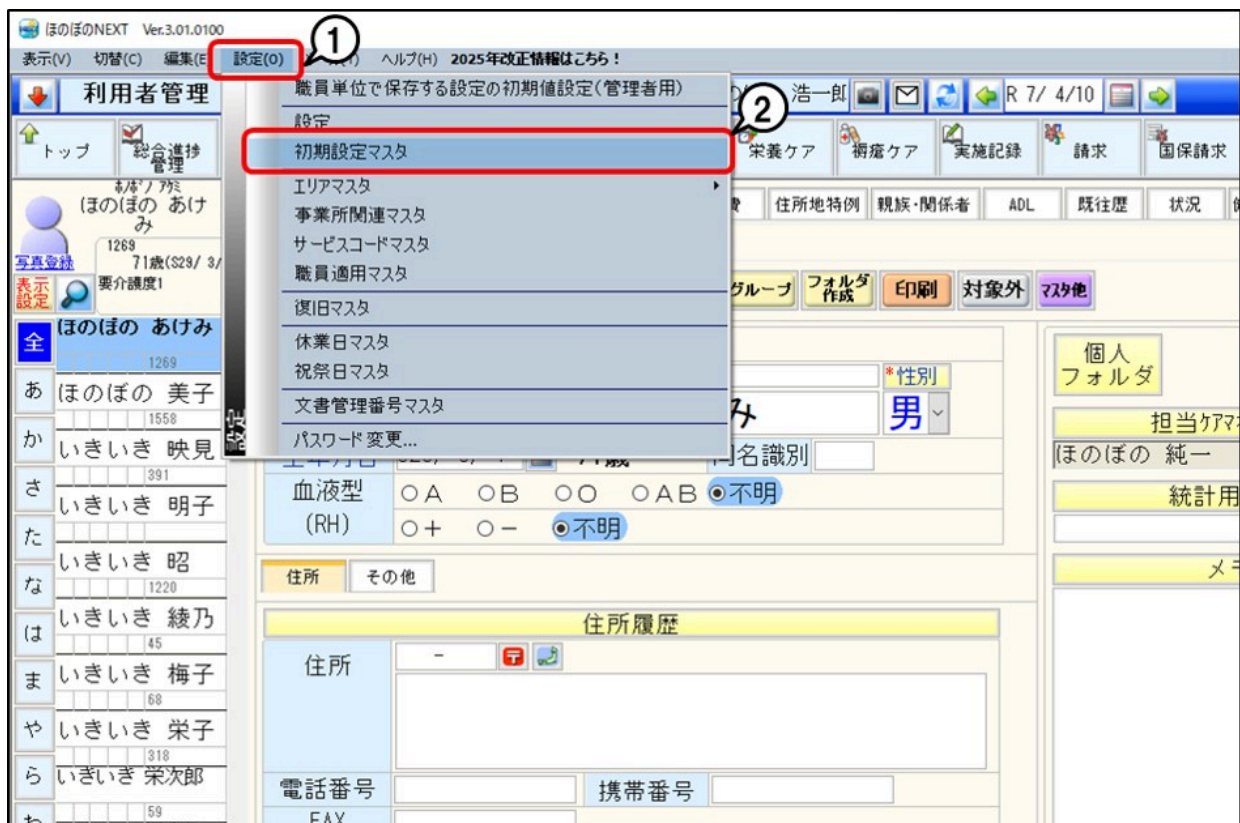 ほのぼのNEXT Ver.3.01.0100
表示(V) 切替(C) 編集(E 設定(O) ① ヘルプ(H) 2025年改正情報はこちら！
利用者管理 浩一郎 R 7/ 4/10
トップ 総合進捗管理 栄養ケア 褥瘡ケア 実施記録 請求 国保請求
職員単位で保存する設定の初期値設定(管理者用)
②
設定
初期設定マスタ
エリアマスタ
事業所関連マスタ
サービスコードマスタ
職員適用マスタ
復旧マスタ
休業日マスタ
祝祭日マスタ
文書管理番号マスタ
パスワード変更...
設定
ホノボノ アケミ
ほのぼの あけ
み
1269
写真登録 71歳(S29/ 3/
表示設定 要介護度1
住所地特例 親族・関係者 ADL 既往歴 状況
グループ フォルダ作成 印刷 対象外 マスタ他
全 ほのぼの あけみ
1269
あ ほのぼの 美子
1558
か いきいき 映見
391
さ いきいき 明子
た
な いきいき 昭
1220
は いきいき 綾乃
45
ま いきいき 梅子
68
や いきいき 栄子
318
ら いきいき 栄次郎
59
*性別
み 男
生年月日 71歳 同名識別
血液型 A B O AB 不明
(RH) + − 不明
住所 その他
住所履歴
住所 -
電話番号 携帯番号
FAX
個人
フォルダ
担当ケアマネ
ほのぼの 純一
統計用
メモ